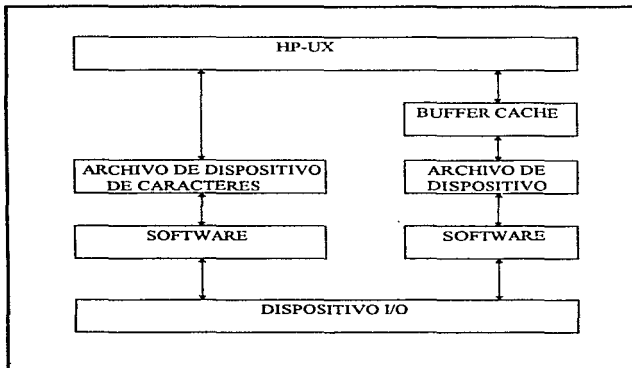 HP-UX
BUFFER CACHE
ARCHIVO DE DISPOSITIVO
DE CARACTERES
ARCHIVO DE
DISPOSITIVO
SOFTWARE
SOFTWARE
DISPOSITIVO I/O